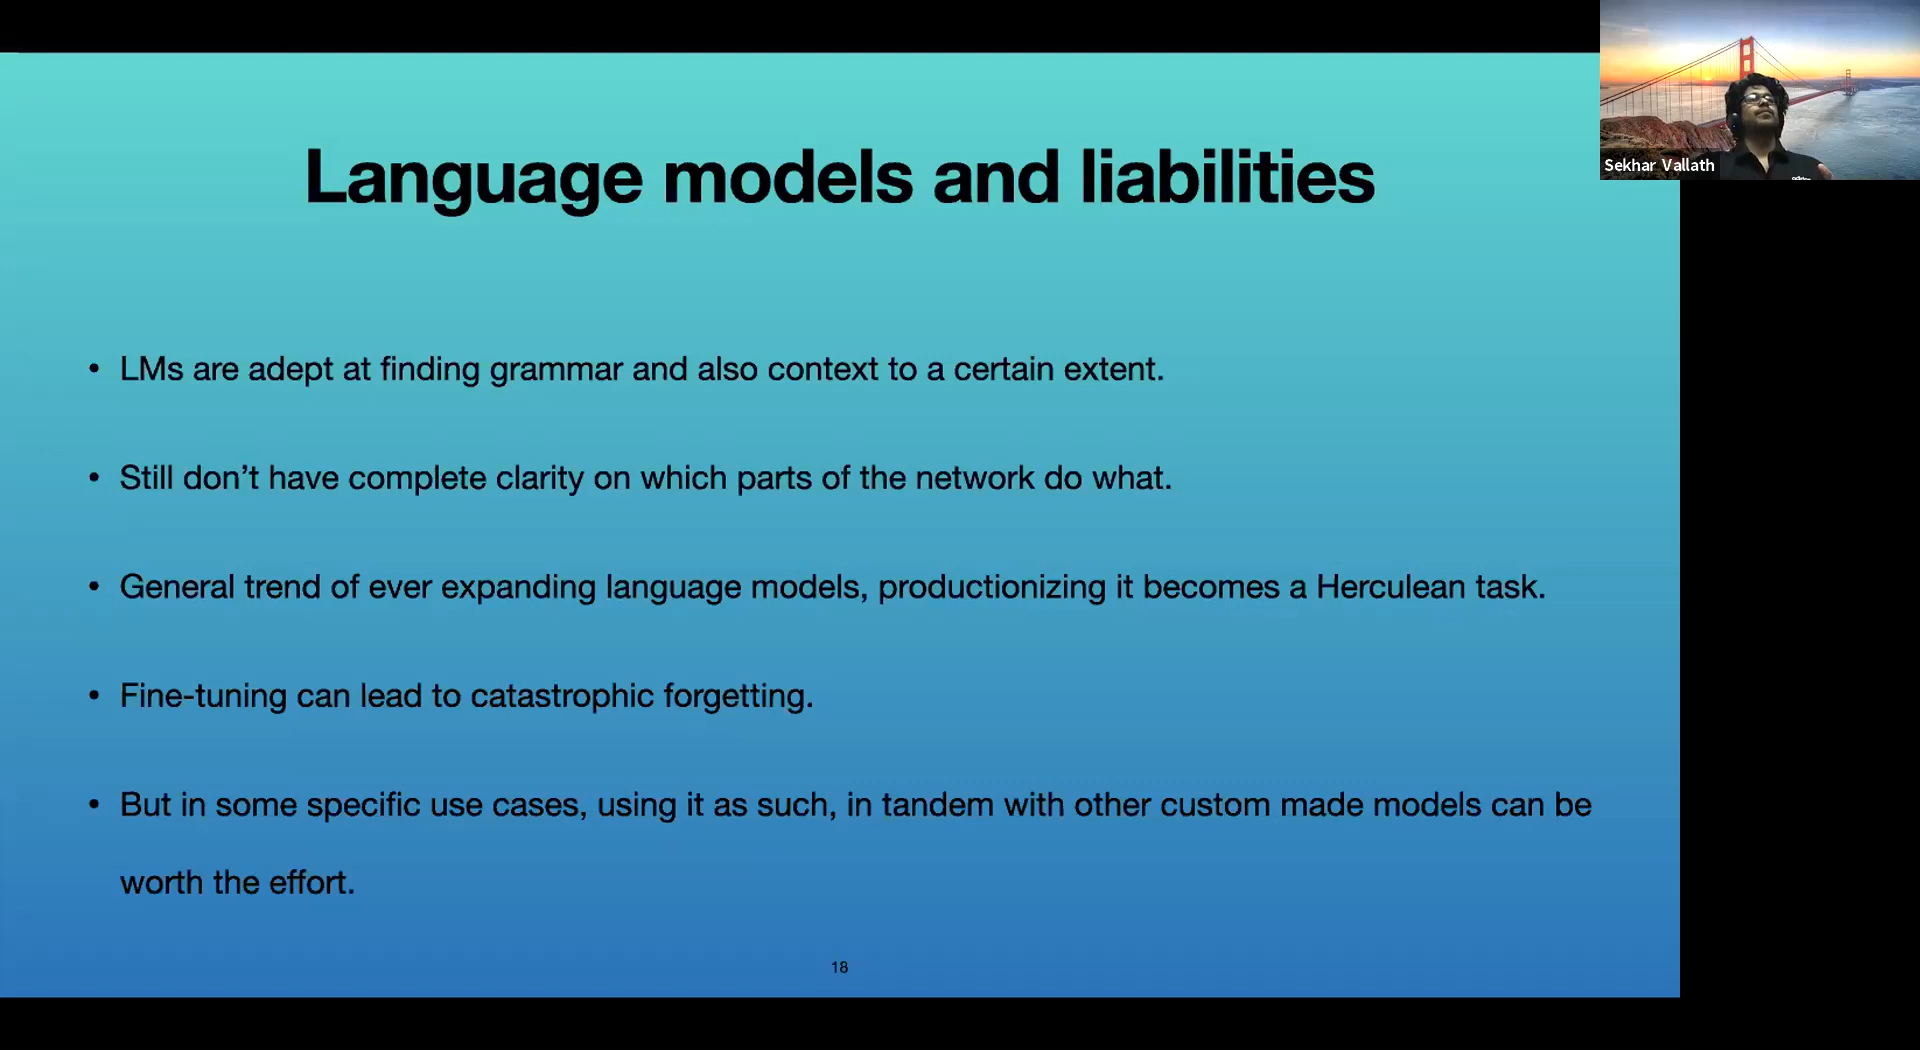 Language models and liabilities
Sekhar Vallath
• LMs are adept at finding grammar and also context to a certain extent.
• Still don’t have complete clarity on which parts of the network do what.
• General trend of ever expanding language models, productionizing it becomes a Herculean task.
• Fine-tuning can lead to catastrophic forgetting.
• But in some specific use cases, using it as such, in tandem with other custom made models can be
worth the effort.
18